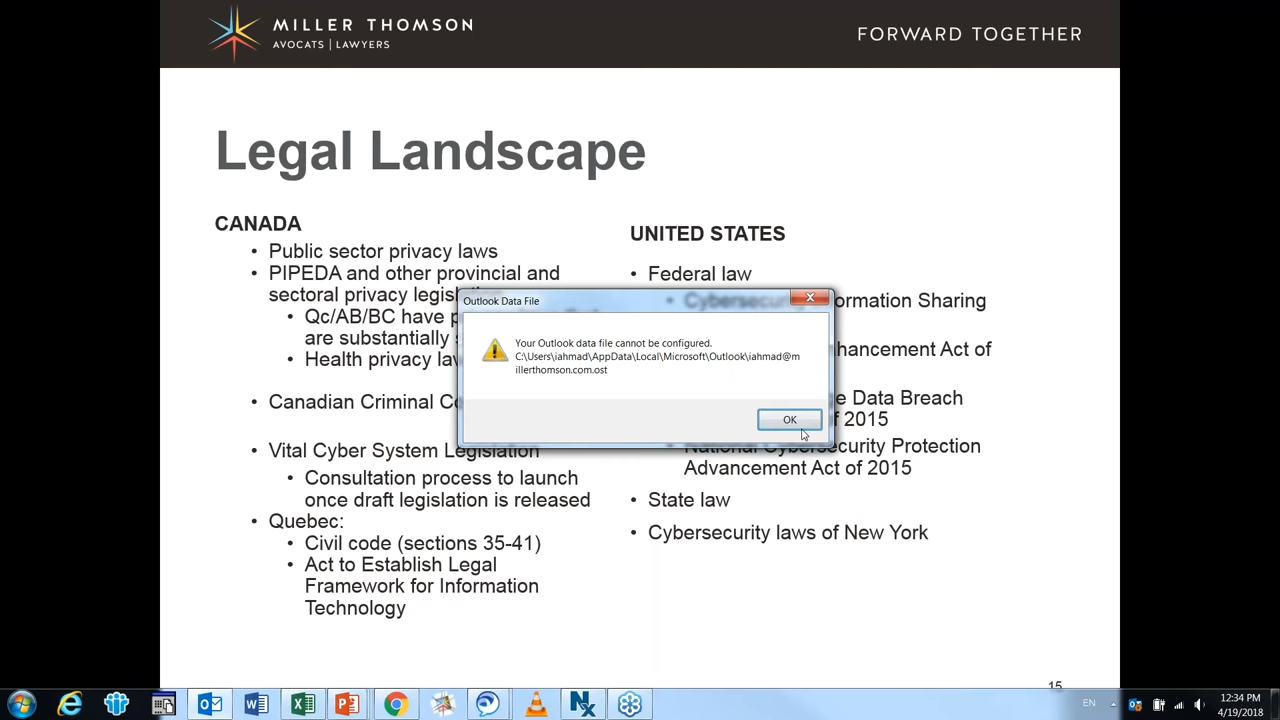 MILLER THOMSON
AVOCATS | LAWYERS
FORWARD TOGETHER
Legal Landscape
CANADA
• Public sector privacy laws
• PIPEDA and other provincial and
sectoral privacy
• Qc/AB/BC have
are substantially
• Health privacy
• Canadian Criminal
• Vital Cyber System Legislation
• Consultation process to launch
once draft legislation is released
• Quebec:
• Civil code (sections 35-41)
• Act to Establish Legal
Framework for Information
Technology
UNITED STATES
• Federal law
• Cybersecurity Information Sharing
Act of
Data Breach
of 2015
National Cybersecurity Protection
Advancement Act of 2015
• State law
• Cybersecurity laws of New York
Outlook Data File
Your Outlook data file cannot be configured.
C:\Users\iahmad\AppData\Local\Microsoft\Outlook\iahmad@m
illerthomson.com.ost
OK
15
EN
12:34 PM
4/19/2018